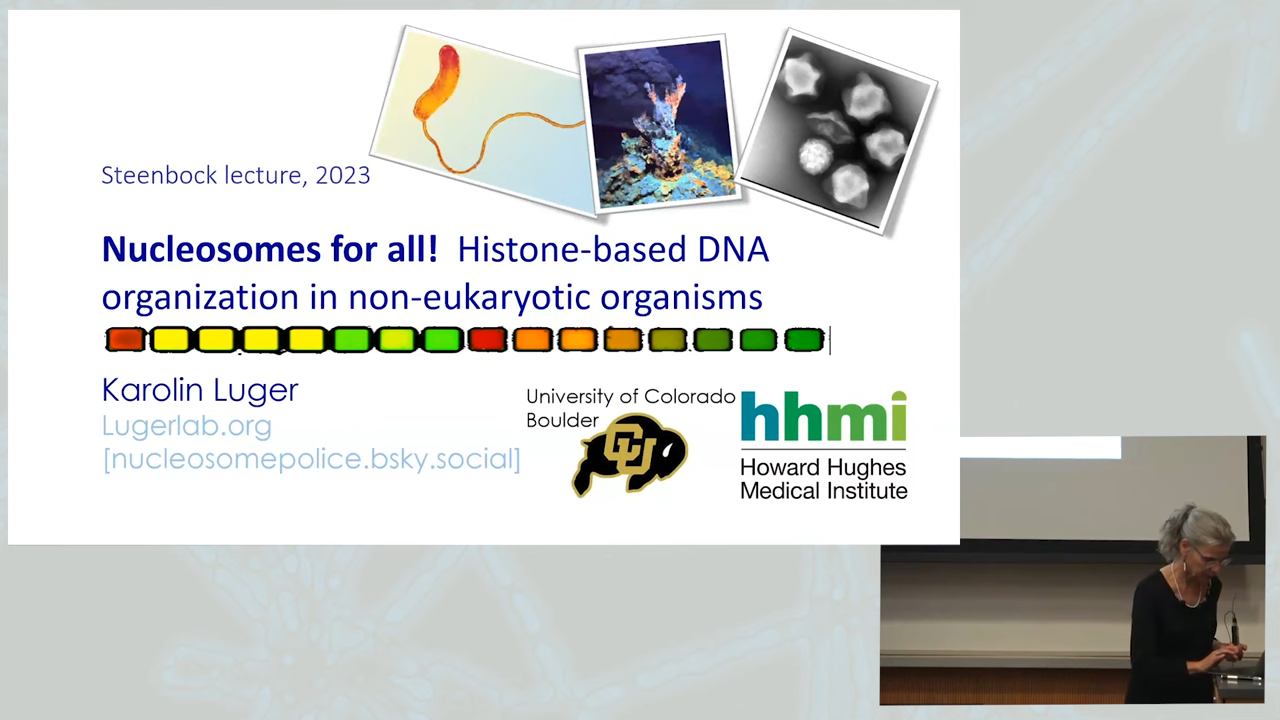 Steenbock lecture, 2023
Nucleosomes for all! Histone-based DNA
organization in non-eukaryotic organisms
Karolin Luger
Lugerlab.org
[nucleosomepolice.bsky.social]
University of Colorado
Boulder
CU
hhmi
Howard Hughes
Medical Institute